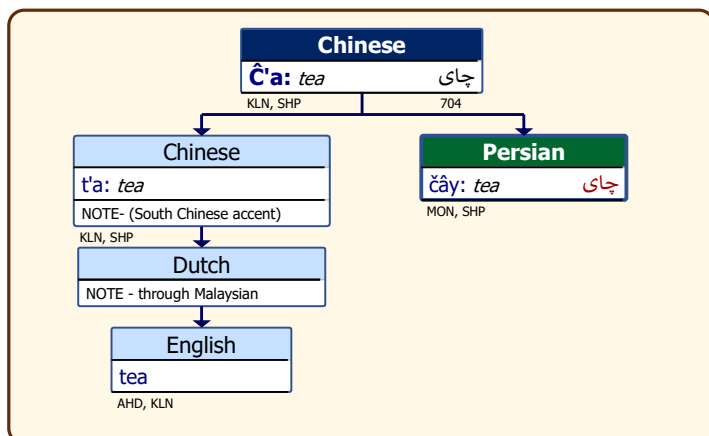 Chinese
Ĉ'a: tea چای
KLN, SHP 704
Chinese
t'a: tea
NOTE- (South Chinese accent)
KLN, SHP
Persian
čây: tea چای
MON, SHP
Dutch
NOTE - through Malaysian
English
tea
AHD, KLN